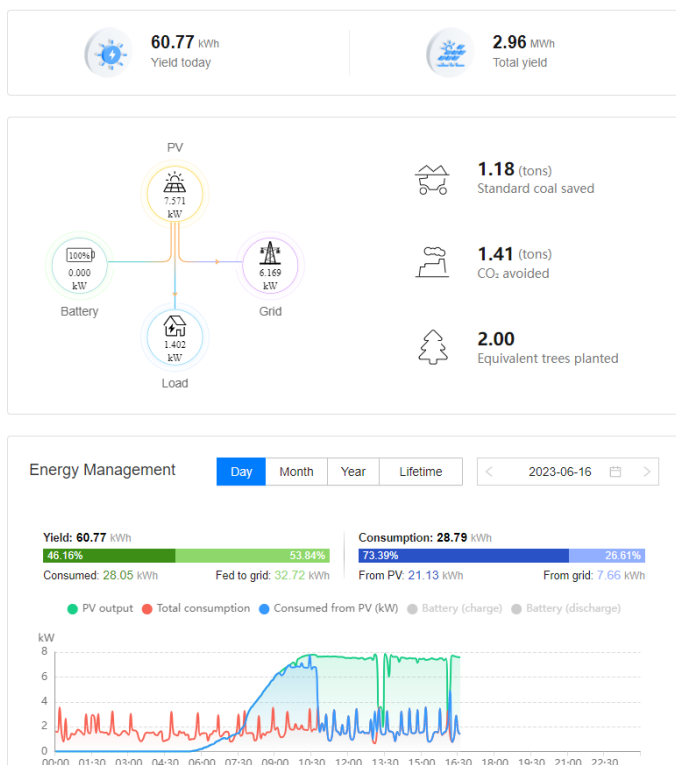 60.77 kWh
Yield today
2.96 MWh
Total yield
PV
7.571
kW
100%
0.000
kW
Battery
6.169
kW
Grid
1.402
kW
Load
1.18 (tons)
Standard coal saved
1.41 (tons)
CO₂ avoided
2.00
Equivalent trees planted
Energy Management
Day Month Year Lifetime
< 2023-06-16 >
Yield: 60.77 kWh
46.16% 53.84%
Consumed: 28.05 kWh Fed to grid: 32.72 kWh
Consumption: 28.79 kWh
73.39% 26.61%
From PV: 21.13 kWh From grid: 7.66 kWh
PV output Total consumption Consumed from PV (kW) Battery (charge) Battery (discharge)
kW
8
6
4
2
0
00:00 01:30 03:00 04:30 06:00 07:30 09:00 10:30 12:00 13:30 15:00 16:30 18:00 19:30 21:00 22:30